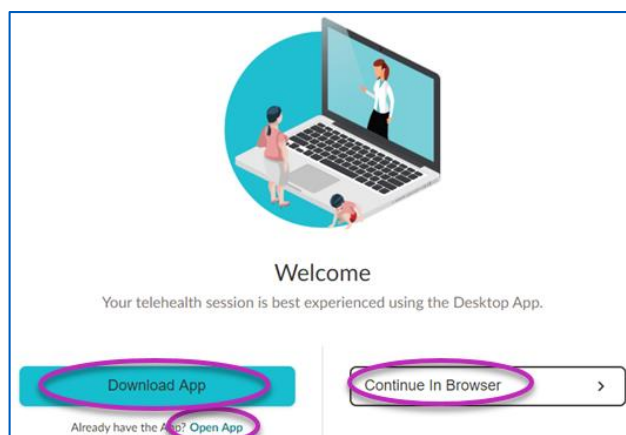 Welcome
Your telehealth session is best experienced using the Desktop App.
Download App
Already have the App? Open App
Continue In Browser >